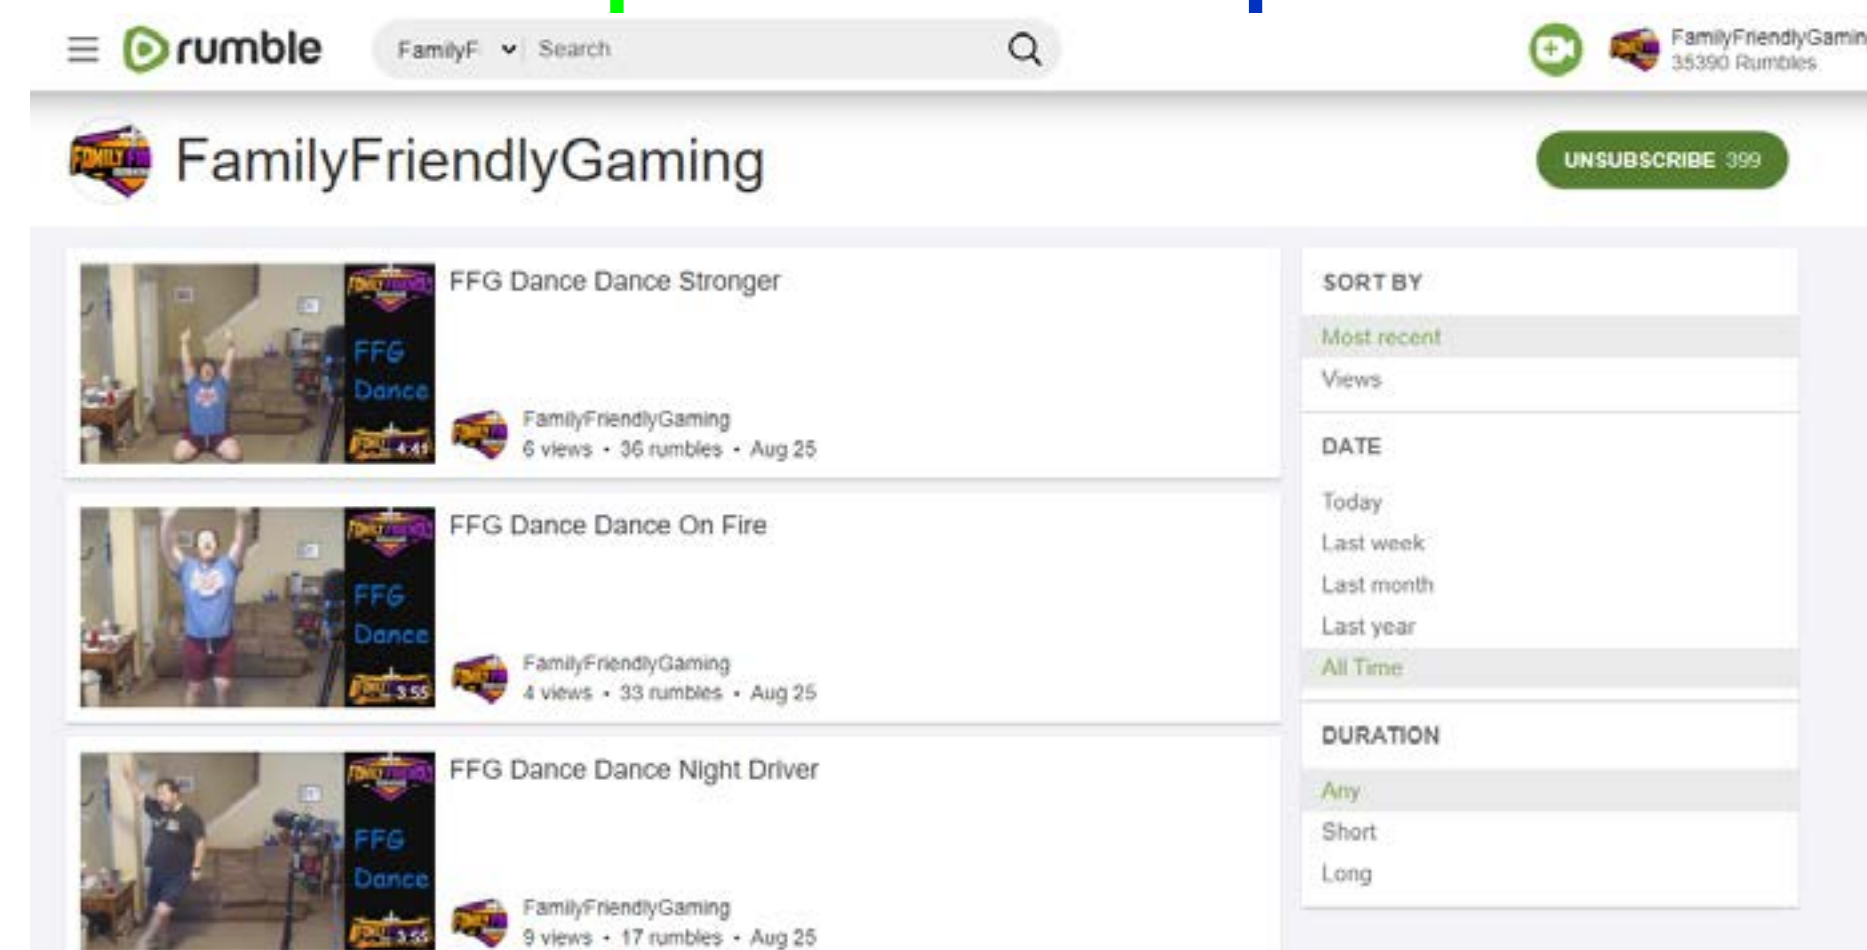 rumble
FamilyF
Search
FamilyFriendlyGamin
35390 Rumbles
FamilyFriendlyGaming
UNSUBSCRIBE 399
FFG Dance Dance Stronger
FFG
Dance
4:41
FamilyFriendlyGaming
6 views • 36 rumbles • Aug 25
FFG Dance Dance On Fire
FFG
Dance
3:55
FamilyFriendlyGaming
4 views • 33 rumbles • Aug 25
FFG Dance Dance Night Driver
FFG
Dance
3:55
FamilyFriendlyGaming
9 views • 17 rumbles • Aug 25
SORT BY
Most recent
Views
DATE
Today
Last week
Last month
Last year
All Time
DURATION
Any
Short
Long